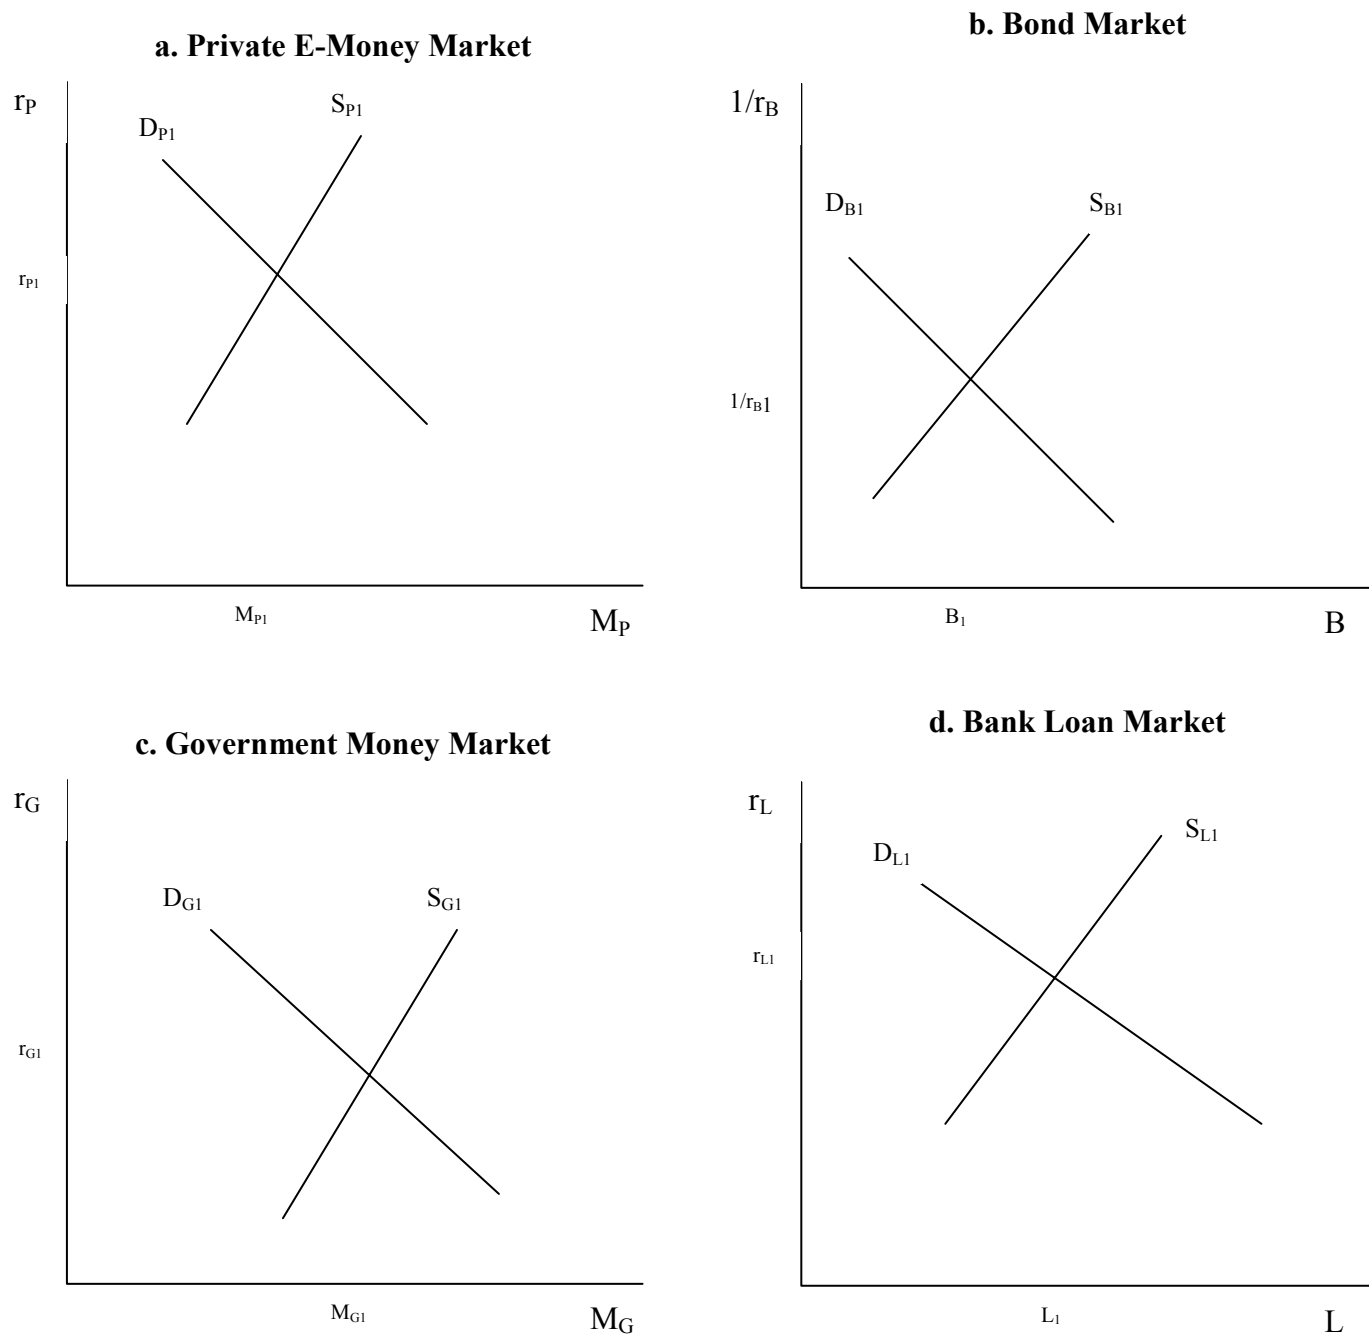 a. Private E-Money Market
r_P
D_P1
S_P1
r_P1
M_P1
M_P
b. Bond Market
1/r_B
D_B1
S_B1
1/r_B1
B_1
B
c. Government Money Market
r_G
D_G1
S_G1
r_G1
M_G1
M_G
d. Bank Loan Market
r_L
D_L1
S_L1
r_L1
L_1
L